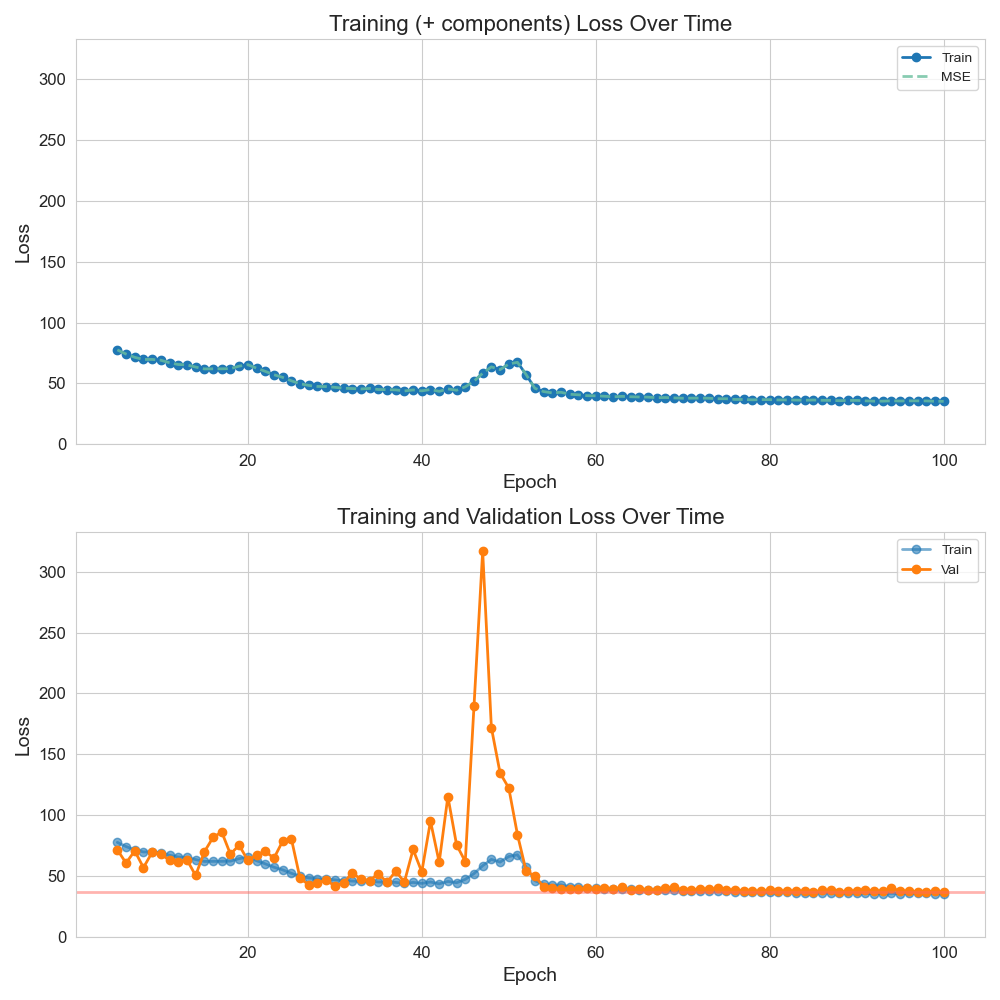 Training (+ components) Loss Over Time
Train
MSE
300
250
200
150
100
50
0
Loss
20 40 60 80 100
Epoch
Training and Validation Loss Over Time
Train
Val
300
250
200
150
100
50
0
Loss
20 40 60 80 100
Epoch